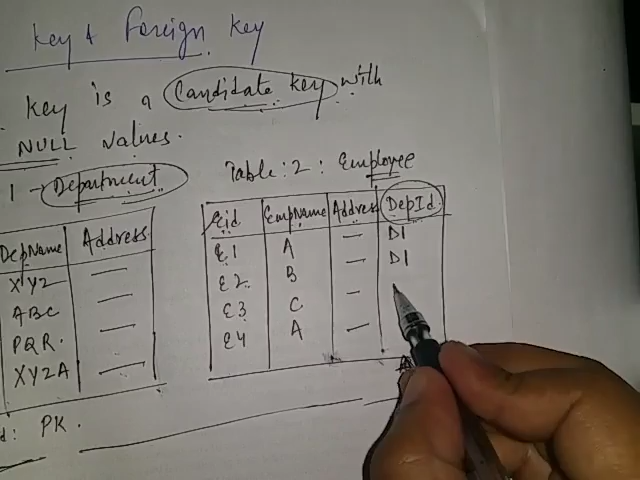 Key & Foreign Key
Key is a Candidate key with
NULL values.
1 - Department
Table : 2 : Employee
DepName Address
XYZ
ABC
PQR.
XYZA
Eid EmpName Address DepId
E1 A — D1
E2 B — D1
E3 C —
E4 A —
d: PK.